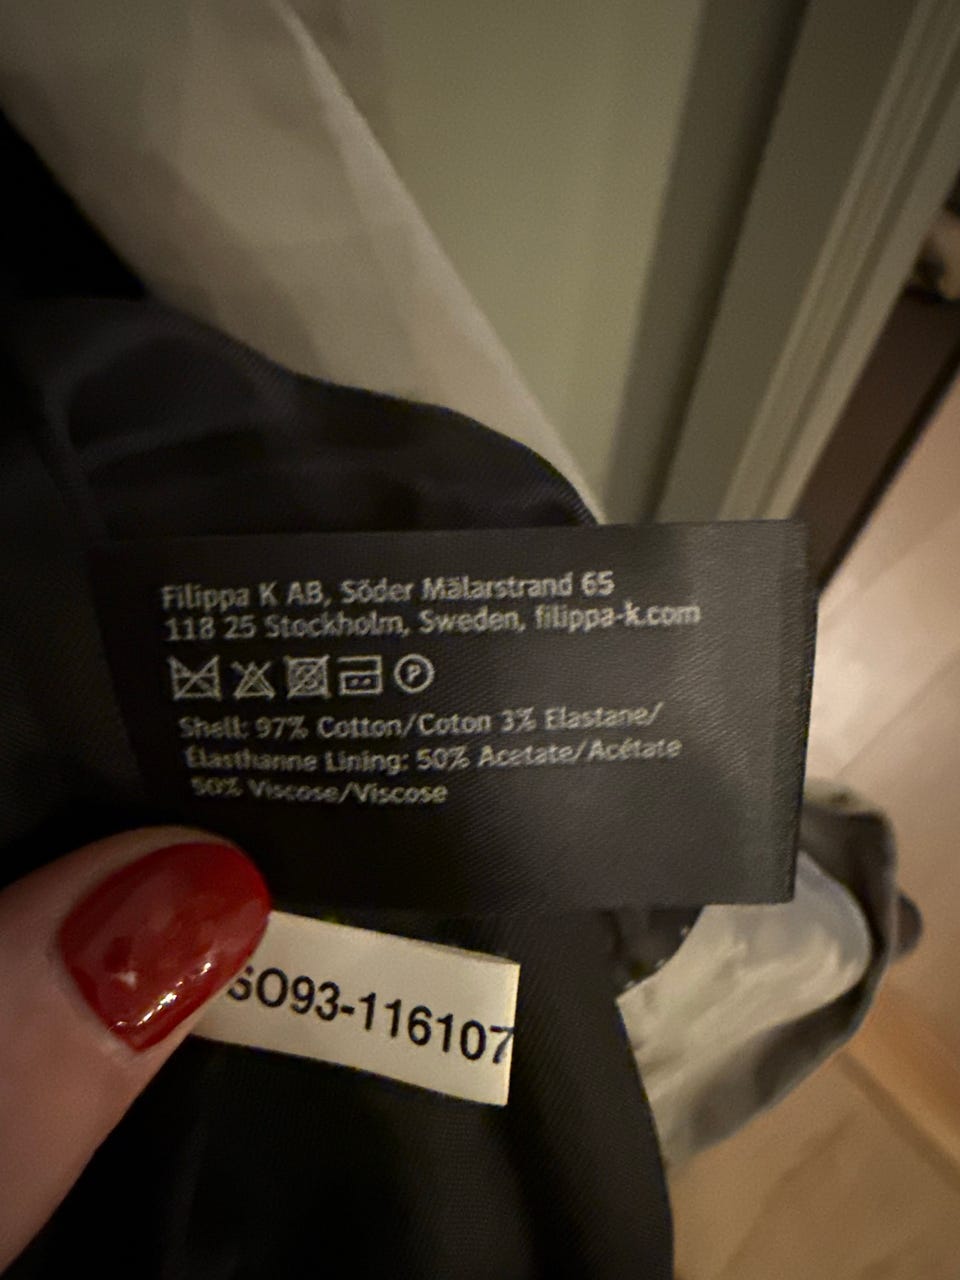 Filippa K AB, Söder Mälarstrand 65
118 25 Stockholm, Sweden, filippa-k.com
P
Shell: 97% Cotton/Coton 3% Elastane/
Élasthanne Lining: 50% Acetate/Acétate
50% Viscose/Viscose
SO93-116107